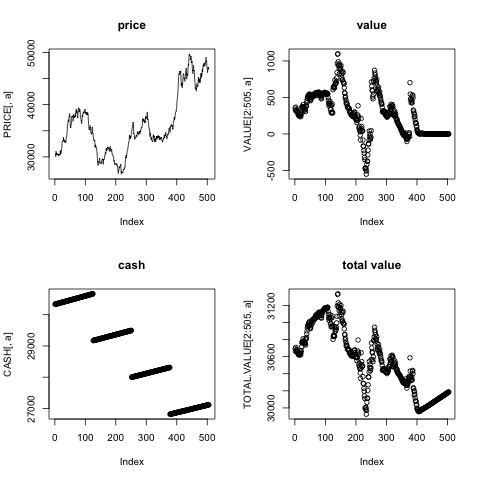 price
PRICE[, a]
30000 40000 50000
0 100 200 300 400 500
Index
value
VALUE[2:505, a]
-500 0 500 1000
0 100 200 300 400 500
Index
cash
CASH[, a]
27000 29000
0 100 200 300 400 500
Index
total value
TOTAL.VALUE[2:505, a]
30000 30600 31200
0 100 200 300 400 500
Index